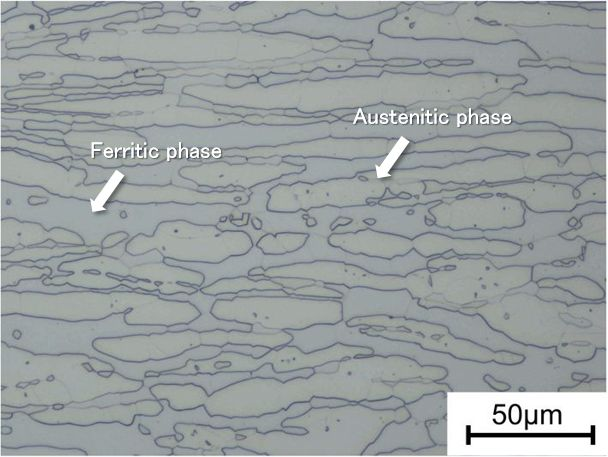 Austenitic phase
Ferritic phase
50μm